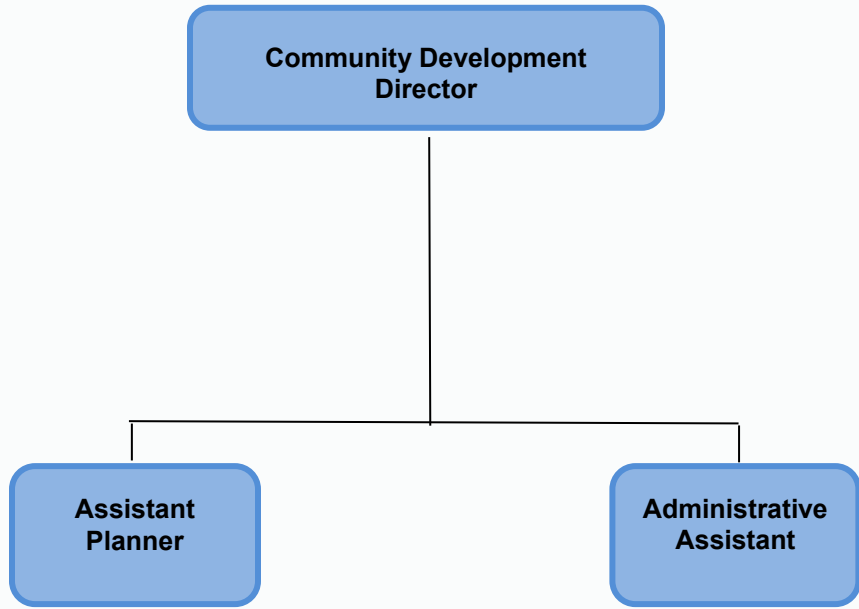 Community Development
Director
Assistant
Planner
Administrative
Assistant